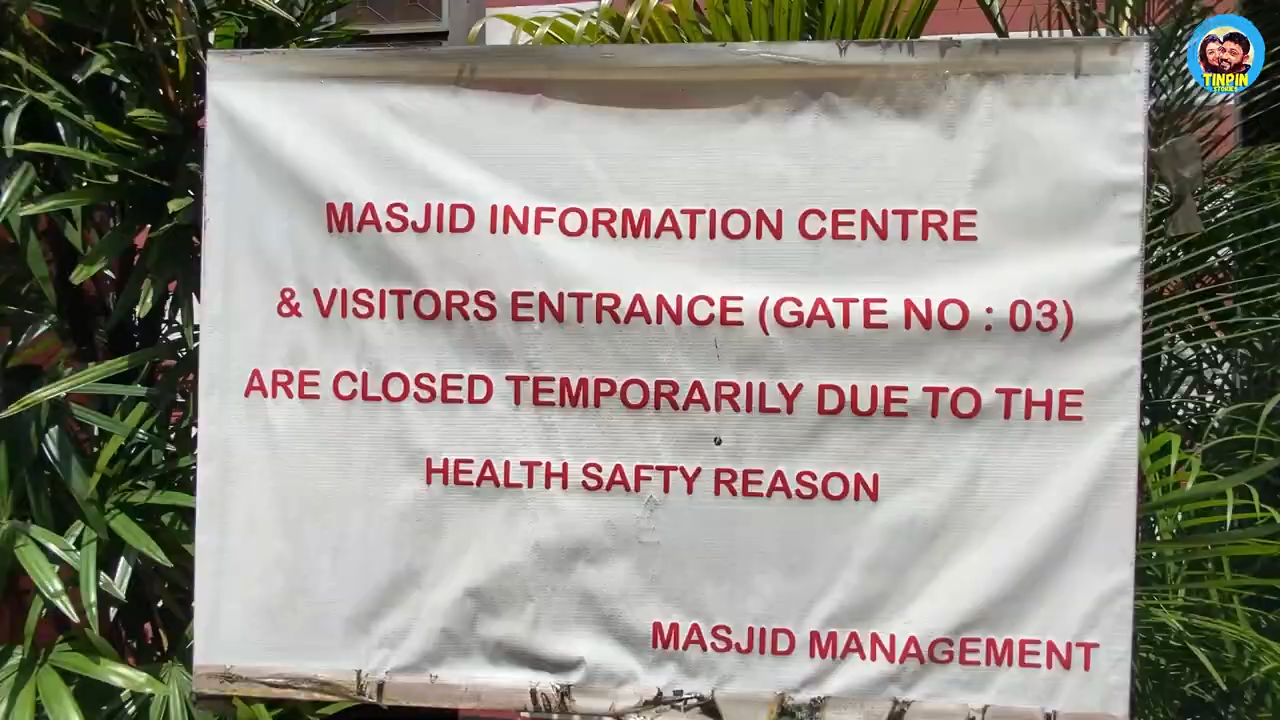 TINPIN
STORIES
MASJID INFORMATION CENTRE
& VISITORS ENTRANCE (GATE NO : 03)
ARE CLOSED TEMPORARILY DUE TO THE
HEALTH SAFTY REASON
MASJID MANAGEMENT